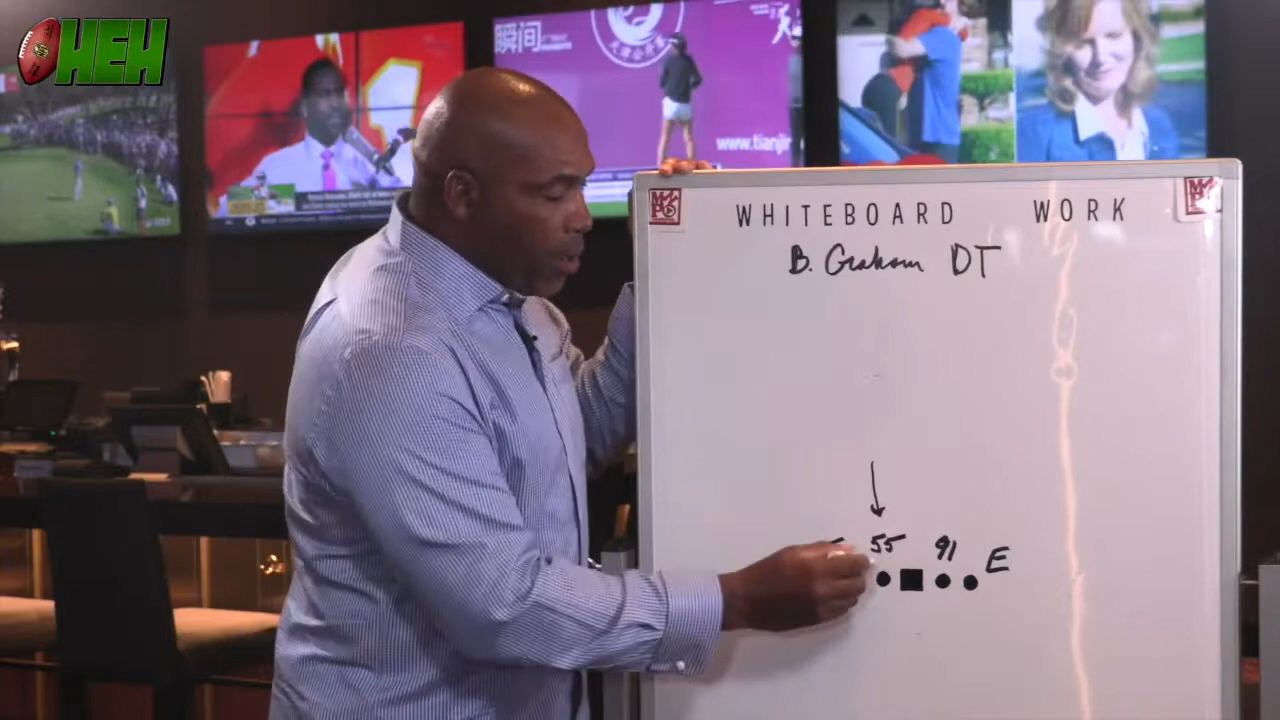 HEH
瞬间
www.tianjin
WHITEBOARD WORK
B. Graham DT
55 91 E